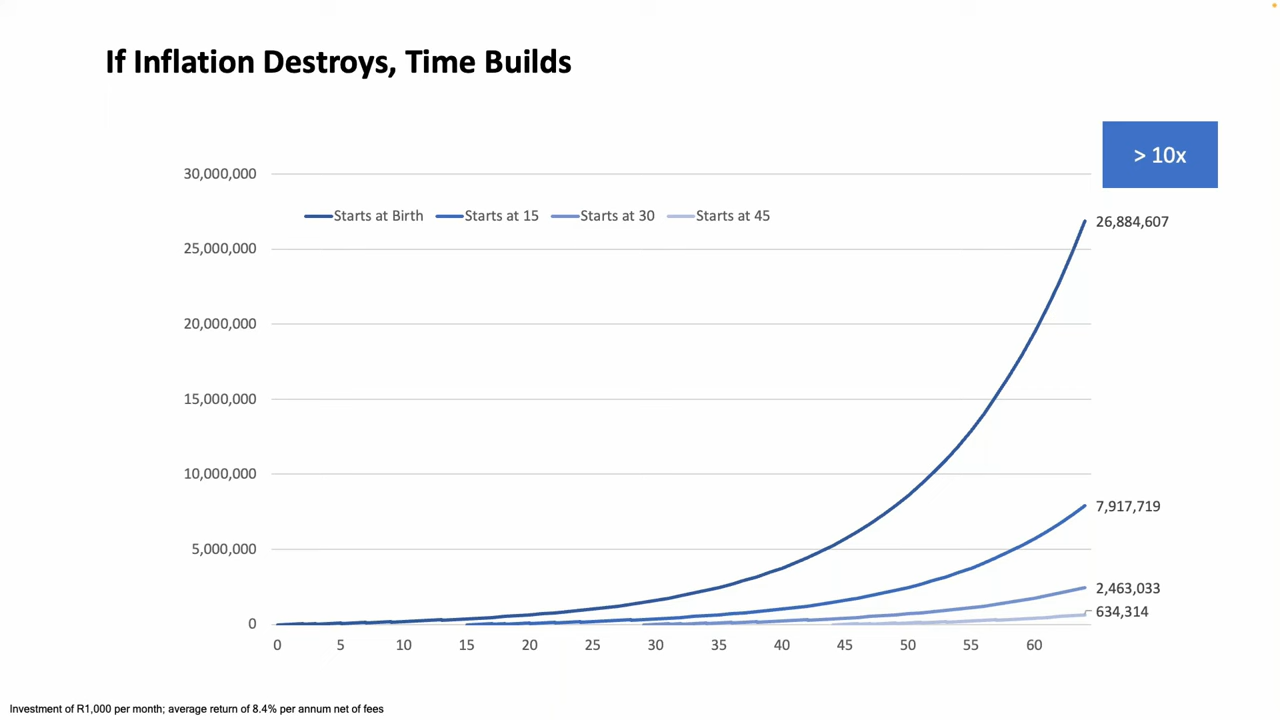 If Inflation Destroys, Time Builds
> 10x
30,000,000
Starts at Birth Starts at 15 Starts at 30 Starts at 45
26,884,607
25,000,000
20,000,000
15,000,000
10,000,000
7,917,719
5,000,000
2,463,033
634,314
0
0 5 10 15 20 25 30 35 40 45 50 55 60
Investment of R1,000 per month; average return of 8.4% per annum net of fees